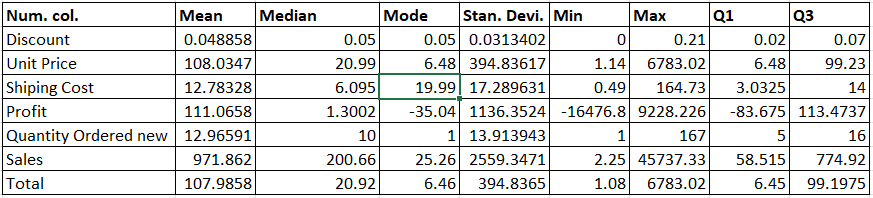 Num. col. Mean Median Mode Stan. Devi. Min Max Q1 Q3
Discount 0.048858 0.05 0.05 0.0313402 0 0.21 0.02 0.07
Unit Price 108.0347 20.99 6.48 394.83617 1.14 6783.02 6.48 99.23
Shiping Cost 12.78328 6.095 19.99 17.289631 0.49 164.73 3.0325 14
Profit 111.0658 1.3002 -35.04 1136.3524 -16476.8 9228.226 -83.675 113.4737
Quantity Ordered new 12.96591 10 1 13.913943 1 167 5 16
Sales 971.862 200.66 25.26 2559.3471 2.25 45737.33 58.515 774.92
Total 107.9858 20.92 6.46 394.8365 1.08 6783.02 6.45 99.1975